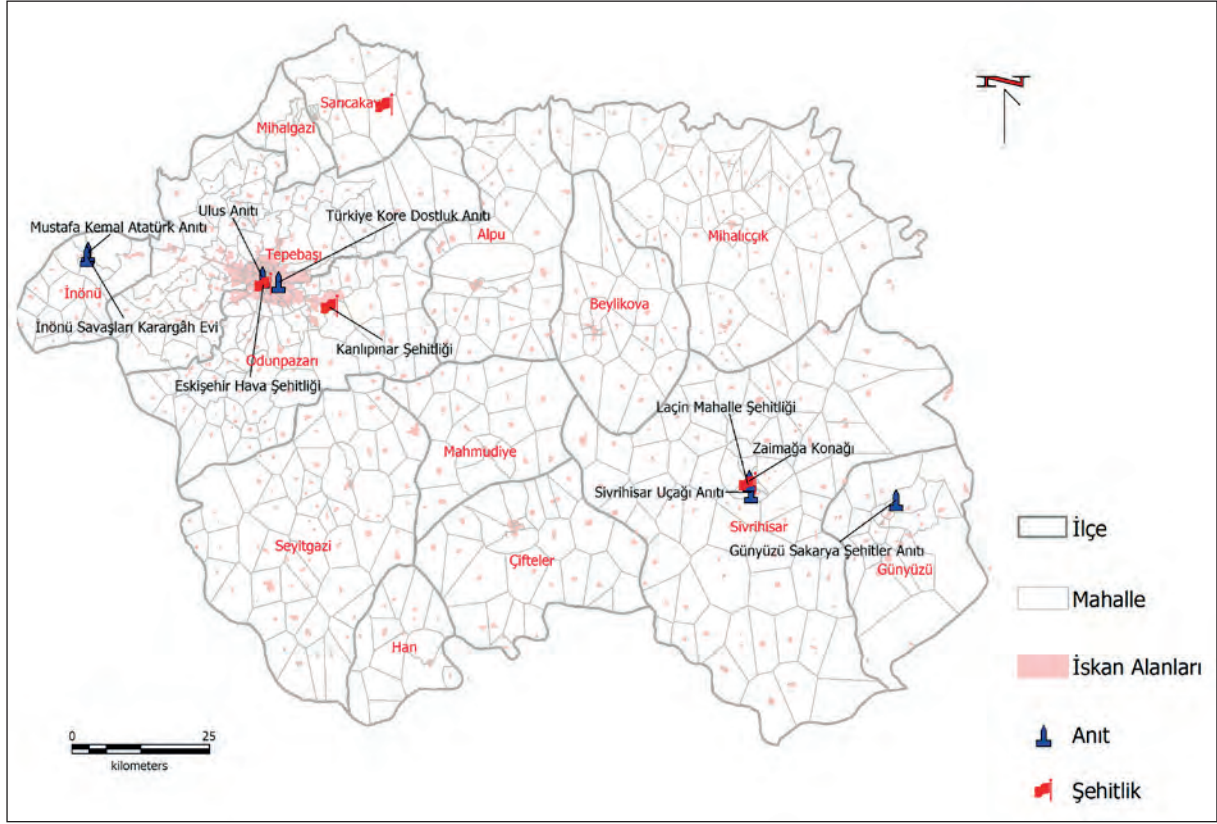 Sarıcakaya
Mihalgazi
Ulus Anıtı
Türkiye Kore Dostluk Anıtı
Mustafa Kemal Atatürk Anıtı
Tepebaşı
Alpu
Mihalıççık
İnönü
Beylikova
İnönü Savaşları Karargâh Evi
Kanlıpınar Şehitliği
Odunpazarı
Eskişehir Hava Şehitliği
Laçin Mahalle Şehitliği
Zaimağa Konağı
Mahmudiye
Sivrihisar Uçağı Anıtı
Sivrihisar
Seyitgazi
Çifteler
Günyüzü Sakarya Şehitler Anıtı
Günyüzü
Han
0 25
kilometers
N
İlçe
Mahalle
İskan Alanları
Anıt
Şehitlik